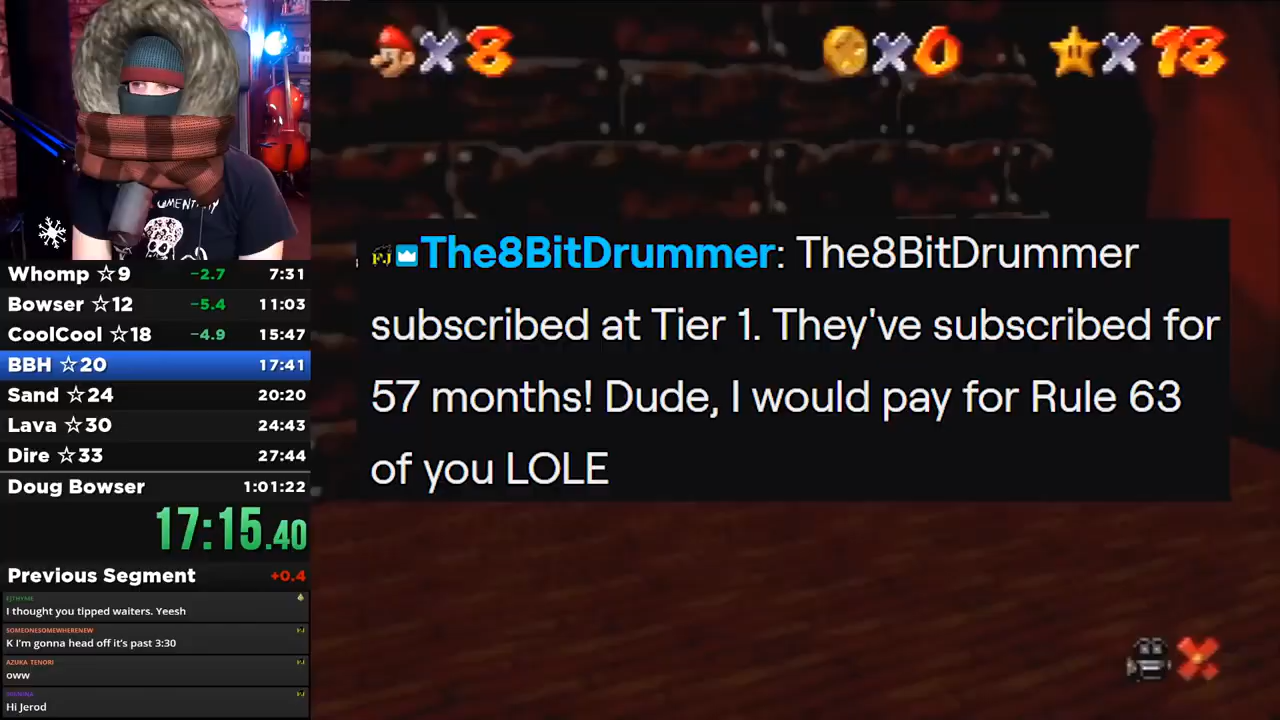 ×8 ×0 ×18
The8BitDrummer: The8BitDrummer
subscribed at Tier 1. They've subscribed for
57 months! Dude, I would pay for Rule 63
of you LOLE
Whomp ☆9 −2.7 7:31
Bowser ☆12 −5.4 11:03
CoolCool ☆18 −4.9 15:47
BBH ☆20 17:41
Sand ☆24 20:20
Lava ☆30 24:43
Dire ☆33 27:44
Doug Bowser 1:01:22
17:15.40
Previous Segment +0.4
I thought you tipped waiters. Yeesh
SOMEONESOMEWHERENEW
K I'm gonna head off it's past 3:30
AZUKA TENORI
oww
Hi Jerod